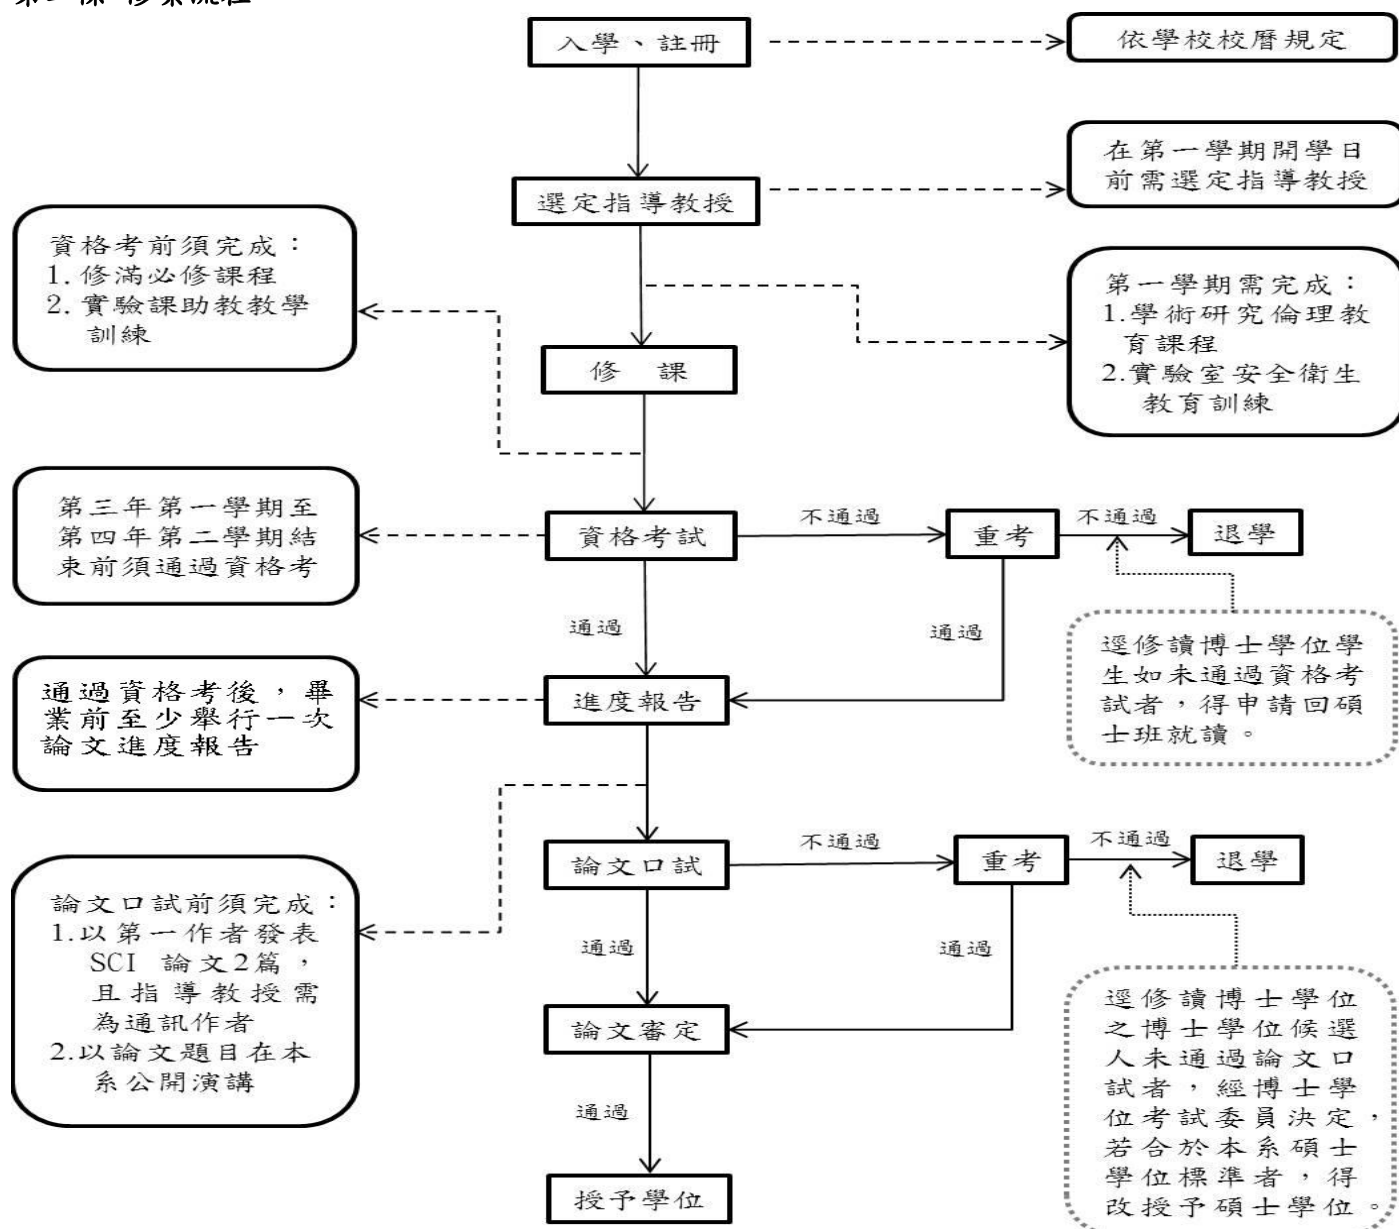 入學、註冊
依學校校曆規定
選定指導教授
在第一學期開學日
前需選定指導教授
資格考前須完成：
1.修滿必修課程
2.實驗課助教教學
訓練
第一學期需完成：
1.學術研究倫理教
育課程
2.實驗室安全衛生
教育訓練
修 課
第三年第一學期至
第四年第二學期結
束前須通過資格考
資格考試
不通過
重考
不通過
退學
通過
通過
逕修讀博士學位學
生如未通過資格考
試者，得申請回碩
士班就讀。
通過資格考後，畢
業前至少舉行一次
論文進度報告
進度報告
論文口試
不通過
重考
不通過
退學
論文口試前須完成：
1.以第一作者發表
SCI 論文2篇，
且指導教授需
為通訊作者
2.以論文題目在本
系公開演講
通過
通過
逕修讀博士學位
之博士學位候選
人未通過論文口
試者，經博士學
位考試委員決定，
若合於本系碩士
學位標準者，得
改授予碩士學位。
論文審定
通過
授予學位